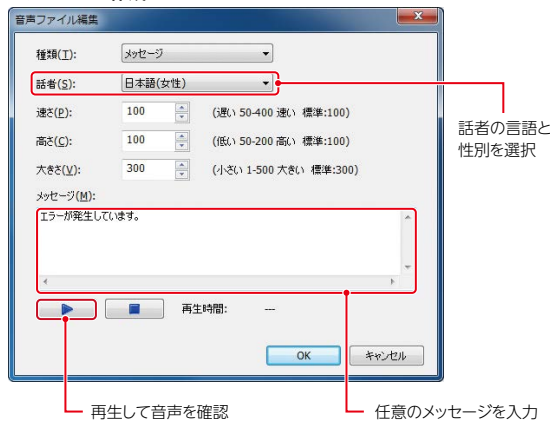 音声ファイル編集
種類(T):
メッセージ
話者(S):
日本語(女性)
速さ(P):
100
(遅い 50-400 速い 標準:100)
高さ(C):
100
(低い 50-200 高い 標準:100)
大きさ(V):
300
(小さい 1-500 大きい 標準:300)
話者の言語と
性別を選択
メッセージ(M):
エラーが発生しています。
再生時間:
---
OK
キャンセル
再生して音声を確認
任意のメッセージを入力